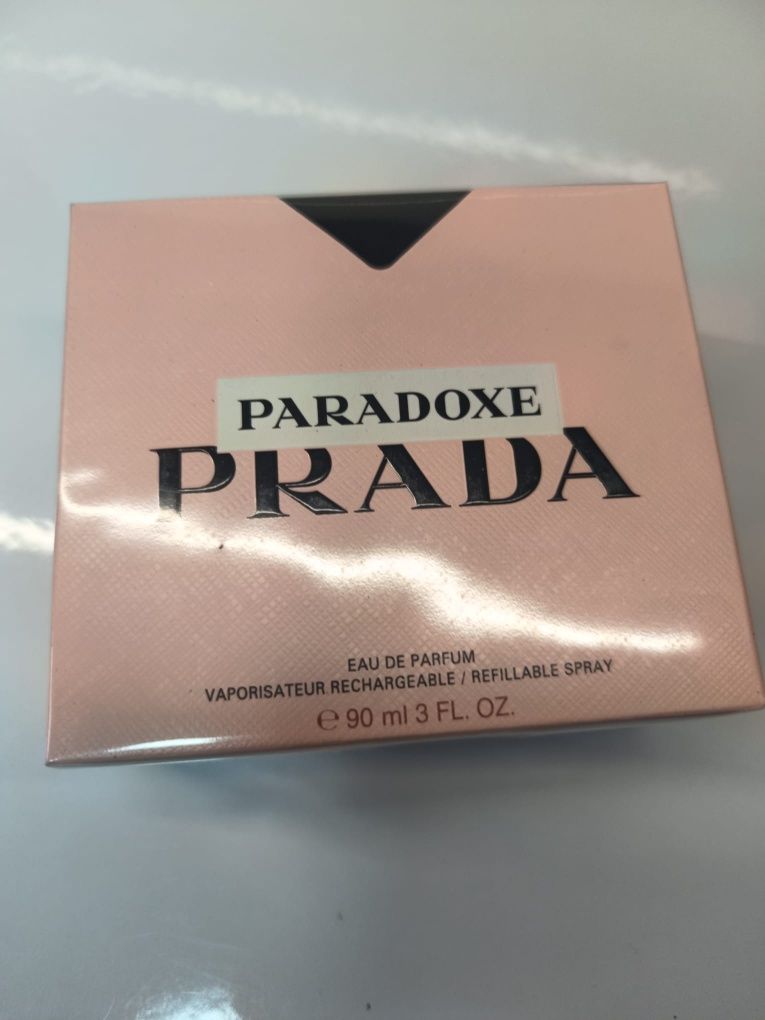 PARADOXE
PRADA
EAU DE PARFUM
VAPORISATEUR RECHARGEABLE / REFILLABLE SPRAY
℮ 90 ml 3 FL. OZ.